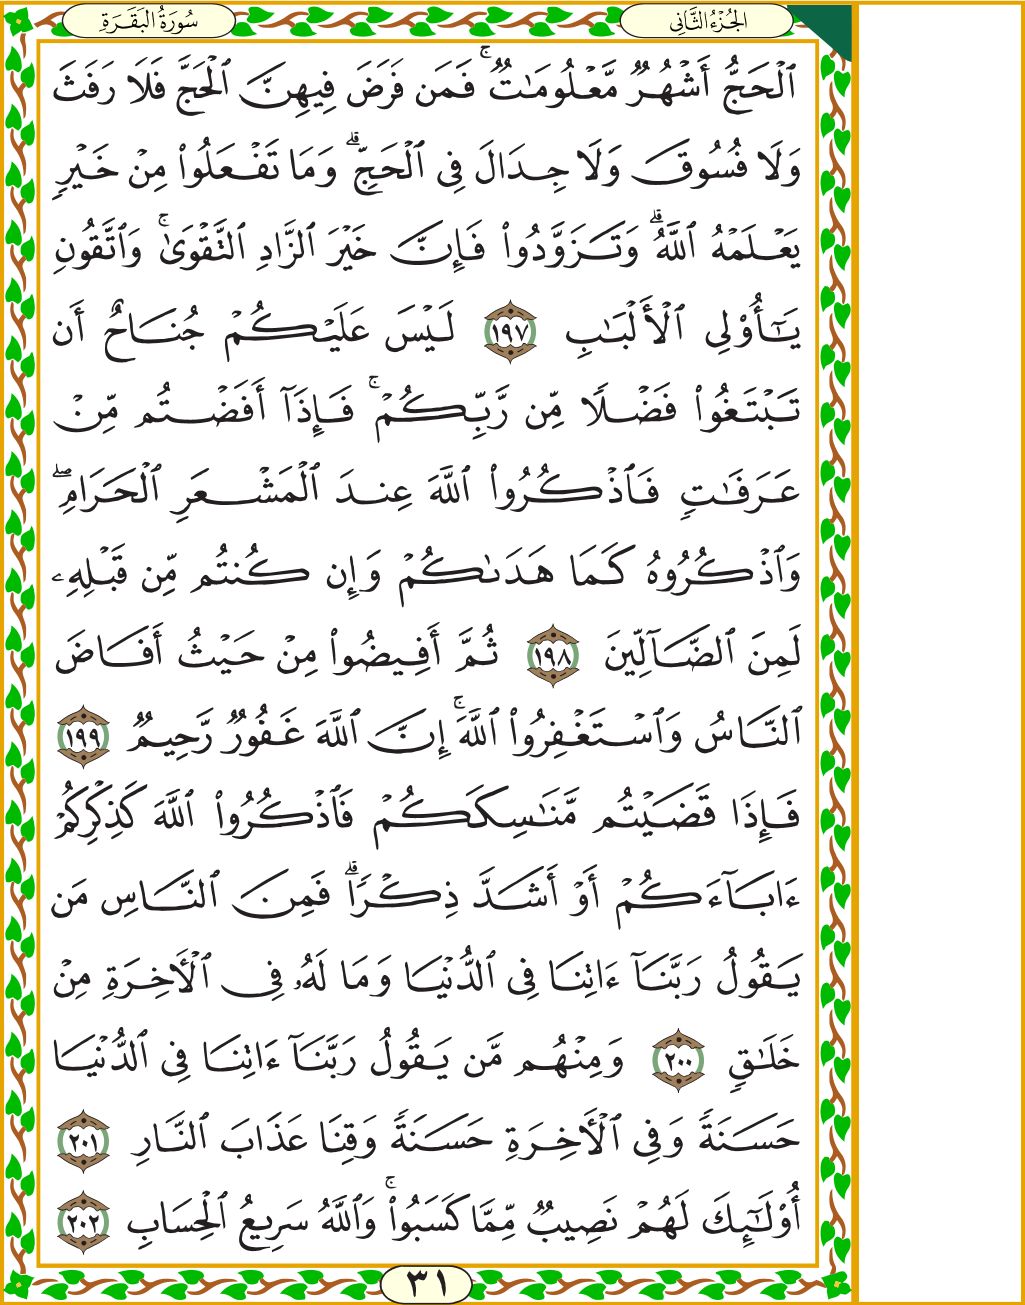 الجُزْءُ الثَّانِي
سُورَةُ البَقَرَةِ
ٱلۡحَجُّ أَشۡهُرٞ مَّعۡلُومَٰتٞۚ فَمَن فَرَضَ فِيهِنَّ ٱلۡحَجَّ فَلَا رَفَثَ
وَلَا فُسُوقَ وَلَا جِدَالَ فِي ٱلۡحَجِّۗ وَمَا تَفۡعَلُواْ مِنۡ خَيۡرٖ
يَعۡلَمۡهُ ٱللَّهُۗ وَتَزَوَّدُواْ فَإِنَّ خَيۡرَ ٱلزَّادِ ٱلتَّقۡوَىٰۚ وَٱتَّقُونِ
يَٰٓأُوْلِي ٱلۡأَلۡبَٰبِ ١٩٧ لَيۡسَ عَلَيۡكُمۡ جُنَاحٌ أَن
تَبۡتَغُواْ فَضۡلٗا مِّن رَّبِّكُمۡۚ فَإِذَآ أَفَضۡتُم مِّنۡ
عَرَفَٰتٖ فَٱذۡكُرُواْ ٱللَّهَ عِندَ ٱلۡمَشۡعَرِ ٱلۡحَرَامِۖ
وَٱذۡكُرُوهُ كَمَا هَدَىٰكُمۡ وَإِن كُنتُم مِّن قَبۡلِهِۦ
لَمِنَ ٱلضَّآلِّينَ ١٩٨ ثُمَّ أَفِيضُواْ مِنۡ حَيۡثُ أَفَاضَ
ٱلنَّاسُ وَٱسۡتَغۡفِرُواْ ٱللَّهَۚ إِنَّ ٱللَّهَ غَفُورٞ رَّحِيمٞ ١٩٩
فَإِذَا قَضَيۡتُم مَّنَٰسِكَكُمۡ فَٱذۡكُرُواْ ٱللَّهَ كَذِكۡرِكُمۡ
ءَابَآءَكُمۡ أَوۡ أَشَدَّ ذِكۡرٗاۗ فَمِنَ ٱلنَّاسِ مَن
يَقُولُ رَبَّنَآ ءَاتِنَا فِي ٱلدُّنۡيَا وَمَا لَهُۥ فِي ٱلۡأٓخِرَةِ مِنۡ
خَلَٰقٖ ٢٠٠ وَمِنۡهُم مَّن يَقُولُ رَبَّنَآ ءَاتِنَا فِي ٱلدُّنۡيَا
حَسَنَةٗ وَفِي ٱلۡأٓخِرَةِ حَسَنَةٗ وَقِنَا عَذَابَ ٱلنَّارِ ٢٠١
أُوْلَٰٓئِكَ لَهُمۡ نَصِيبٞ مِّمَّا كَسَبُواْۚ وَٱللَّهُ سَرِيعُ ٱلۡحِسَابِ ٢٠٢
٣١